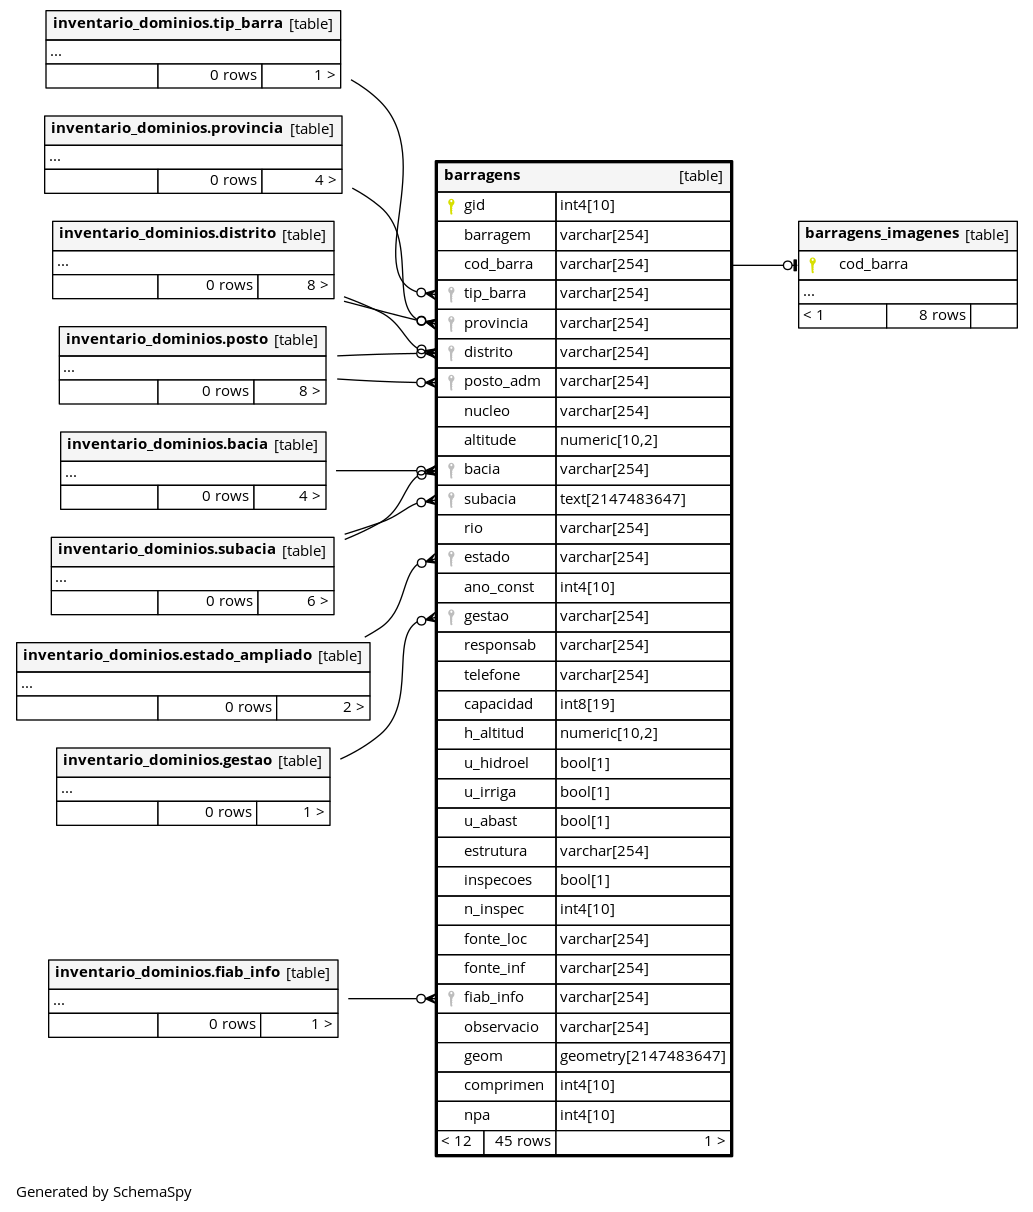 inventario_dominios.tip_barra [table]
...
0 rows 1 >
inventario_dominios.provincia [table]
...
0 rows 4 >
inventario_dominios.distrito [table]
...
0 rows 8 >
inventario_dominios.posto [table]
...
0 rows 8 >
inventario_dominios.bacia [table]
...
0 rows 4 >
inventario_dominios.subacia [table]
...
0 rows 6 >
inventario_dominios.estado_ampliado [table]
...
0 rows 2 >
inventario_dominios.gestao [table]
...
0 rows 1 >
inventario_dominios.fiab_info [table]
...
0 rows 1 >
barragens [table]
gid int4[10]
barragem varchar[254]
cod_barra varchar[254]
tip_barra varchar[254]
provincia varchar[254]
distrito varchar[254]
posto_adm varchar[254]
nucleo varchar[254]
altitude numeric[10,2]
bacia varchar[254]
subacia text[2147483647]
rio varchar[254]
estado varchar[254]
ano_const int4[10]
gestao varchar[254]
responsab varchar[254]
telefone varchar[254]
capacidad int8[19]
h_altitud numeric[10,2]
u_hidroel bool[1]
u_irriga bool[1]
u_abast bool[1]
estrutura varchar[254]
inspecoes bool[1]
n_inspec int4[10]
fonte_loc varchar[254]
fonte_inf varchar[254]
fiab_info varchar[254]
observacio varchar[254]
geom geometry[2147483647]
comprimen int4[10]
npa int4[10]
< 12 45 rows 1 >
barragens_imagenes [table]
cod_barra
...
< 1 8 rows
Generated by SchemaSpy